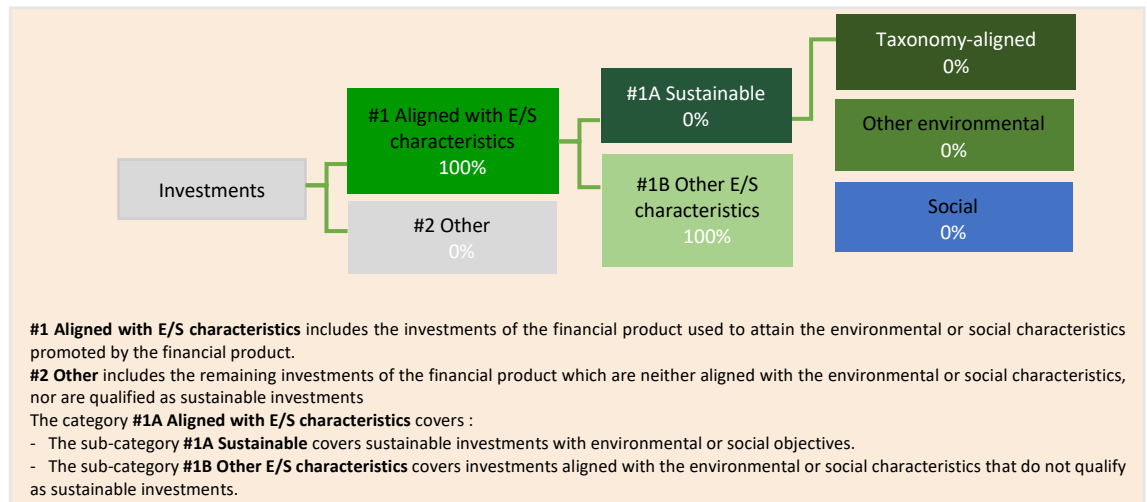 Investments
#1 Aligned with E/S
characteristics
100%
#2 Other
0%
#1A Sustainable
0%
#1B Other E/S
characteristics
100%
Taxonomy-aligned
0%
Other environmental
0%
Social
0%
#1 Aligned with E/S characteristics includes the investments of the financial product used to attain the environmental or social characteristics
promoted by the financial product.
#2 Other includes the remaining investments of the financial product which are neither aligned with the environmental or social characteristics,
nor are qualified as sustainable investments
The category #1A Aligned with E/S characteristics covers :
- The sub-category #1A Sustainable covers sustainable investments with environmental or social objectives.
- The sub-category #1B Other E/S characteristics covers investments aligned with the environmental or social characteristics that do not qualify
as sustainable investments.